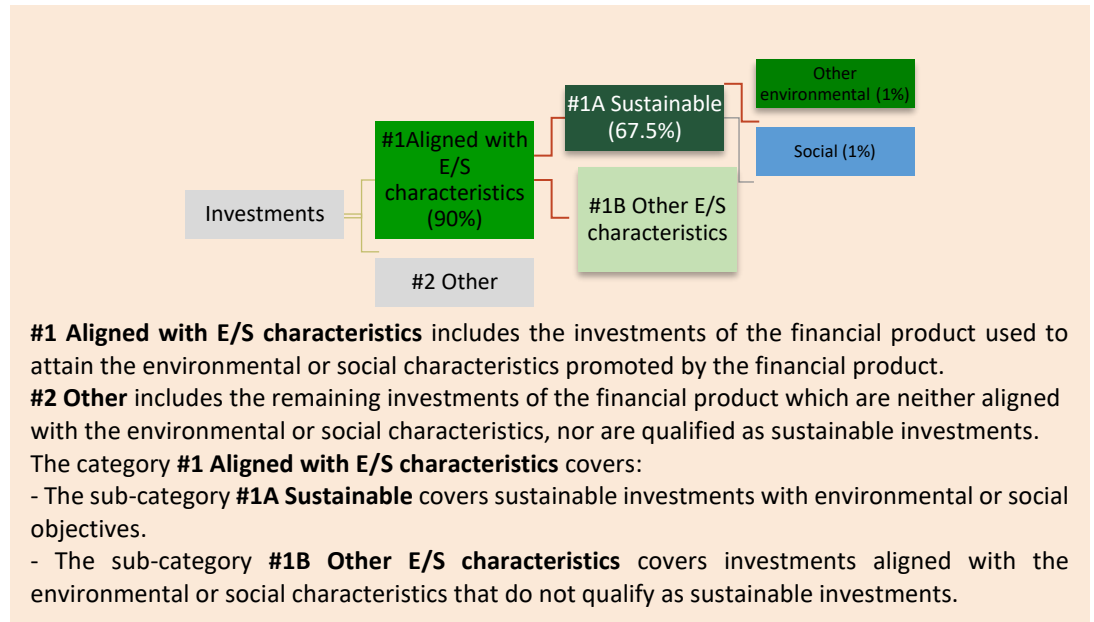 Other
environmental (1%)
#1A Sustainable
(67.5%)
Social (1%)
#1Aligned with
E/S
characteristics
(90%)
#1B Other E/S
characteristics
Investments
#2 Other
#1 Aligned with E/S characteristics includes the investments of the financial product used to
attain the environmental or social characteristics promoted by the financial product.
#2 Other includes the remaining investments of the financial product which are neither aligned
with the environmental or social characteristics, nor are qualified as sustainable investments.
The category #1 Aligned with E/S characteristics covers:
- The sub-category #1A Sustainable covers sustainable investments with environmental or social
objectives.
- The sub-category #1B Other E/S characteristics covers investments aligned with the
environmental or social characteristics that do not qualify as sustainable investments.